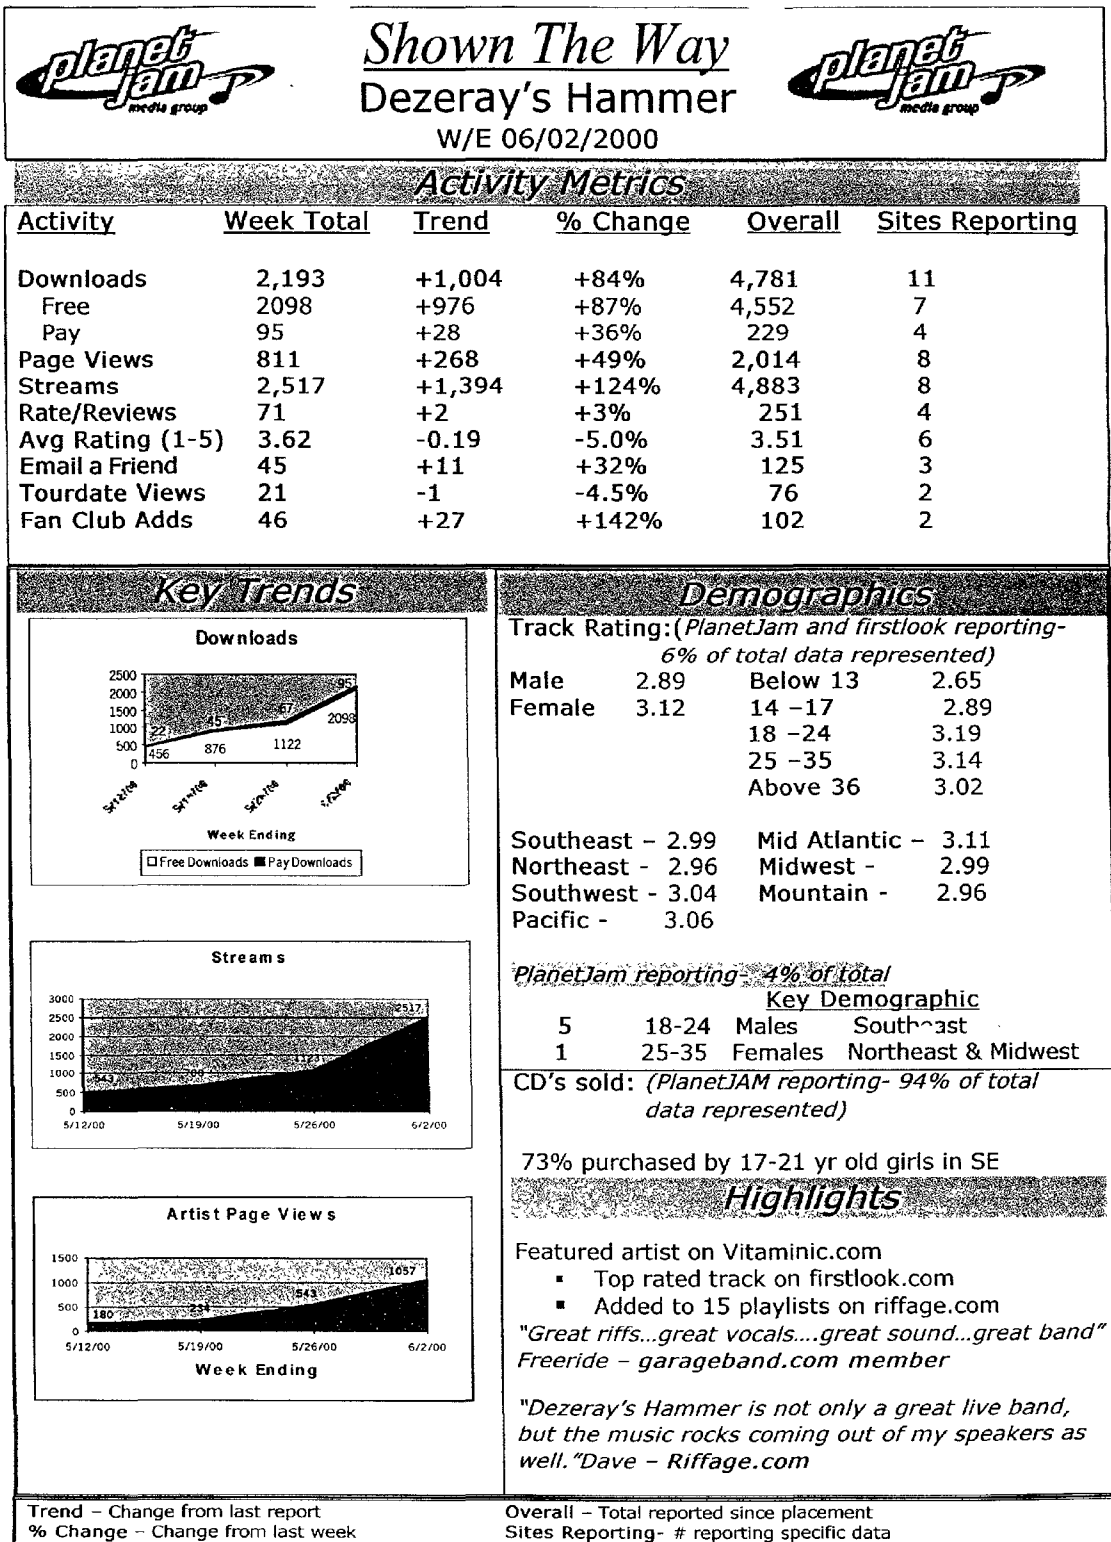 planet jam media group
Shown The Way
Dezeray's Hammer
W/E 06/02/2000
planet jam media group
Activity Metrics
Activity Week Total Trend % Change Overall Sites Reporting
Downloads 2,193 +1,004 +84% 4,781 11
Free 2098 +976 +87% 4,552 7
Pay 95 +28 +36% 229 4
Page Views 811 +268 +49% 2,014 8
Streams 2,517 +1,394 +124% 4,883 8
Rate/Reviews 71 +2 +3% 251 4
Avg Rating (1-5) 3.62 -0.19 -5.0% 3.51 6
Email a Friend 45 +11 +32% 125 3
Tourdate Views 21 -1 -4.5% 76 2
Fan Club Adds 46 +27 +142% 102 2
Key Trends
Downloads
2500
2000
1500
1000
500
0
22 45 67 95
456 876 1122 2098
Week Ending
Free Downloads Pay Downloads
Streams
3000
2500
2000
1500
1000
500
0
543 2517
5/12/00 5/19/00 5/26/00 6/2/00
Artist Page Views
1500
1000
500
0
180 234 543 1057
5/12/00 5/19/00 5/26/00 6/2/00
Week Ending
Demographics
Track Rating:(PlanetJam and firstlook reporting-
6% of total data represented)
Male 2.89 Below 13 2.65
Female 3.12 14 –17 2.89
18 –24 3.19
25 –35 3.14
Above 36 3.02
Southeast – 2.99 Mid Atlantic – 3.11
Northeast - 2.96 Midwest - 2.99
Southwest - 3.04 Mountain - 2.96
Pacific - 3.06
PlanetJam reporting- 4% of total
Key Demographic
5 18-24 Males Southeast
1 25-35 Females Northeast & Midwest
CD's sold: (PlanetJAM reporting- 94% of total
data represented)
73% purchased by 17-21 yr old girls in SE
Highlights
Featured artist on Vitaminic.com
▪ Top rated track on firstlook.com
▪ Added to 15 playlists on riffage.com
"Great riffs...great vocals....great sound...great band"
Freeride – garageband.com member
"Dezeray's Hammer is not only a great live band,
but the music rocks coming out of my speakers as
well."Dave – Riffage.com
Trend – Change from last report
% Change – Change from last week
Overall – Total reported since placement
Sites Reporting- # reporting specific data